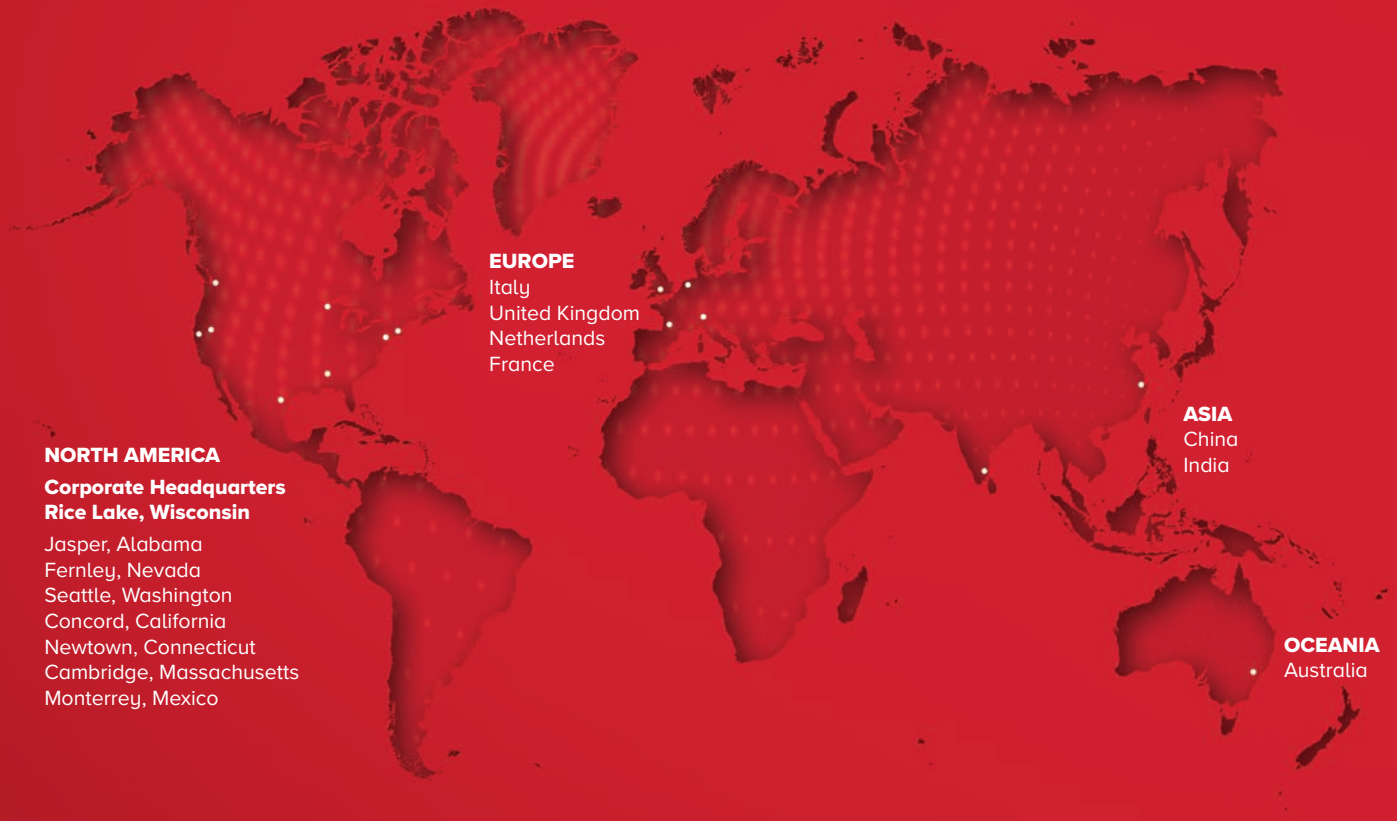 EUROPE
Italy
United Kingdom
Netherlands
France
ASIA
China
India
NORTH AMERICA
Corporate Headquarters
Rice Lake, Wisconsin
Jasper, Alabama
Fernley, Nevada
Seattle, Washington
Concord, California
Newtown, Connecticut
Cambridge, Massachusetts
Monterrey, Mexico
OCEANIA
Australia